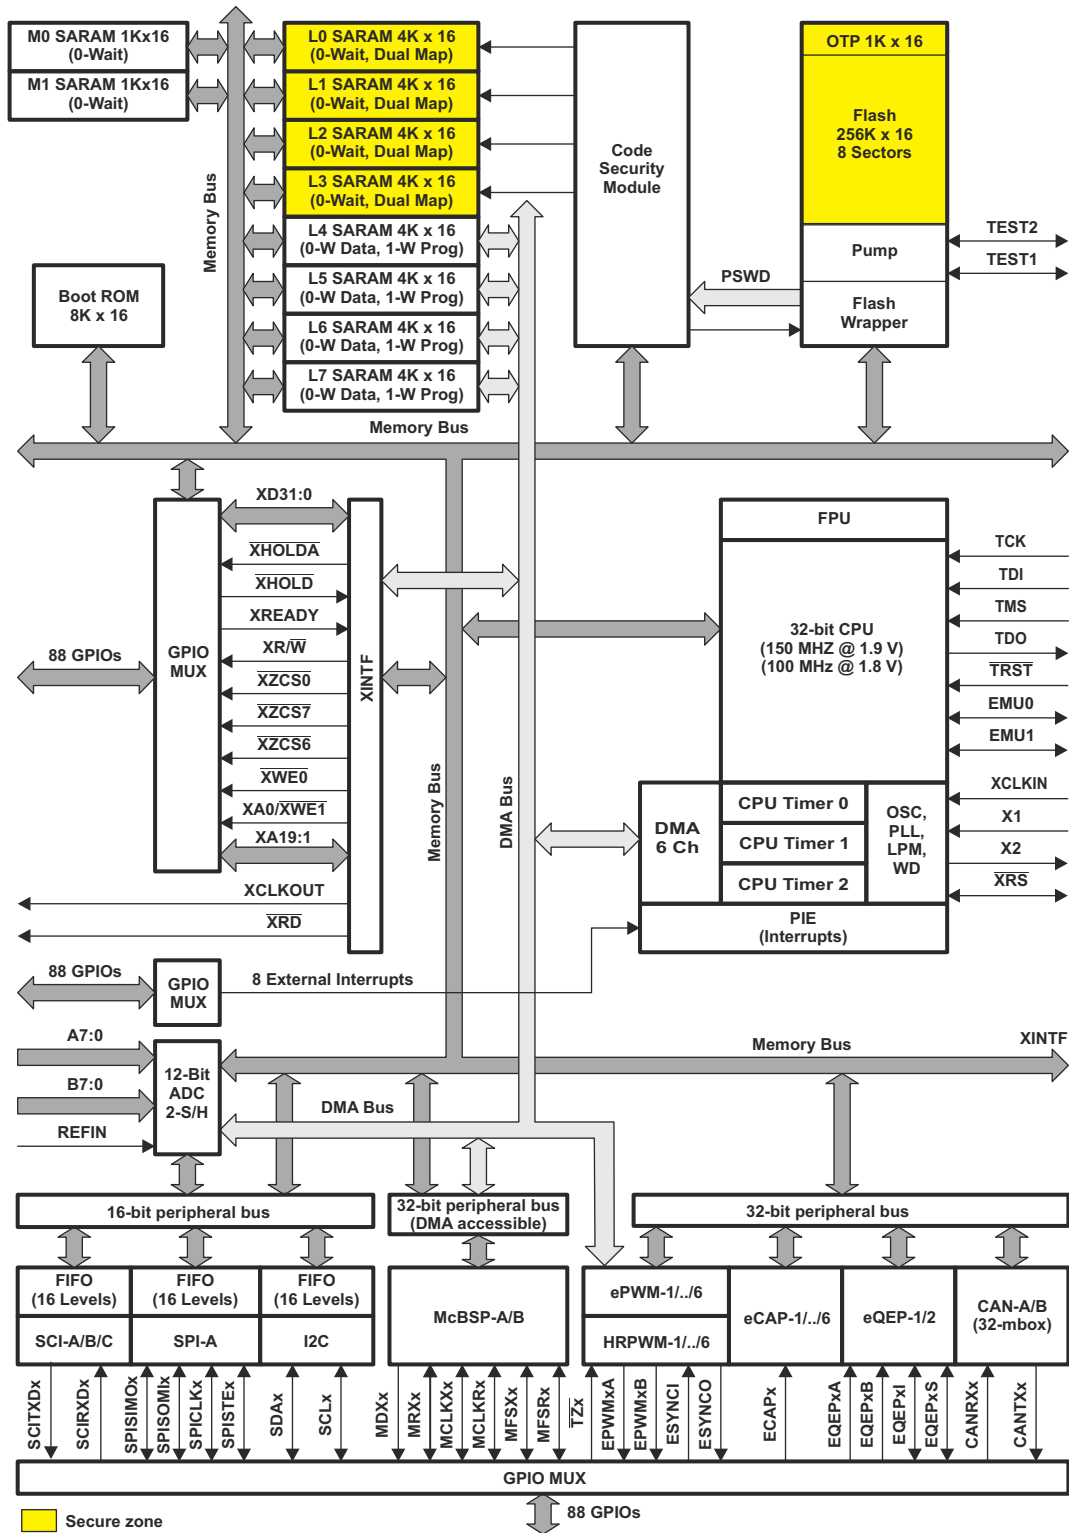 M0 SARAM 1Kx16
(0-Wait)
M1 SARAM 1Kx16
(0-Wait)
L0 SARAM 4K x 16
(0-Wait, Dual Map)
L1 SARAM 4K x 16
(0-Wait, Dual Map)
L2 SARAM 4K x 16
(0-Wait, Dual Map)
L3 SARAM 4K x 16
(0-Wait, Dual Map)
L4 SARAM 4K x 16
(0-W Data, 1-W Prog)
L5 SARAM 4K x 16
(0-W Data, 1-W Prog)
L6 SARAM 4K x 16
(0-W Data, 1-W Prog)
L7 SARAM 4K x 16
(0-W Data, 1-W Prog)
Memory Bus
Boot ROM
8K x 16
Code
Security
Module
OTP 1K x 16
Flash
256K x 16
8 Sectors
Pump
Flash
Wrapper
PSWD
TEST2
TEST1
Memory Bus
GPIO
MUX
88 GPIOs
XD31:0
XHOLDA
XHOLD
XREADY
XR/W
XZCS0
XZCS7
XZCS6
XWE0
XA0/XWE1
XA19:1
XCLKOUT
XRD
XINTF
Memory Bus
DMA Bus
FPU
32-bit CPU
(150 MHZ @ 1.9 V)
(100 MHz @ 1.8 V)
TCK
TDI
TMS
TDO
TRST
EMU0
EMU1
XCLKIN
X1
X2
XRS
DMA
6 Ch
CPU Timer 0
CPU Timer 1
CPU Timer 2
OSC,
PLL,
LPM,
WD
PIE
(Interrupts)
88 GPIOs
GPIO
MUX
8 External Interrupts
A7:0
B7:0
REFIN
12-Bit
ADC
2-S/H
Memory Bus
XINTF
DMA Bus
16-bit peripheral bus
32-bit peripheral bus
(DMA accessible)
32-bit peripheral bus
FIFO
(16 Levels)
FIFO
(16 Levels)
FIFO
(16 Levels)
SCI-A/B/C
SPI-A
I2C
McBSP-A/B
ePWM-1/../6
HRPWM-1/../6
eCAP-1/../6
eQEP-1/2
CAN-A/B
(32-mbox)
SCITXDx
SCIRXDx
SPISIMOx
SPISOMIx
SPICLKx
SPISTEx
SDAx
SCLx
MDXx
MRXx
MCLKXx
MCLKRx
MFSXx
MFSRx
TZx
EPWMxA
EPWMxB
ESYNCI
ESYNCO
ECAPx
EQEPxA
EQEPxB
EQEPxI
EQEPxS
CANRXx
CANTXx
GPIO MUX
88 GPIOs
Secure zone